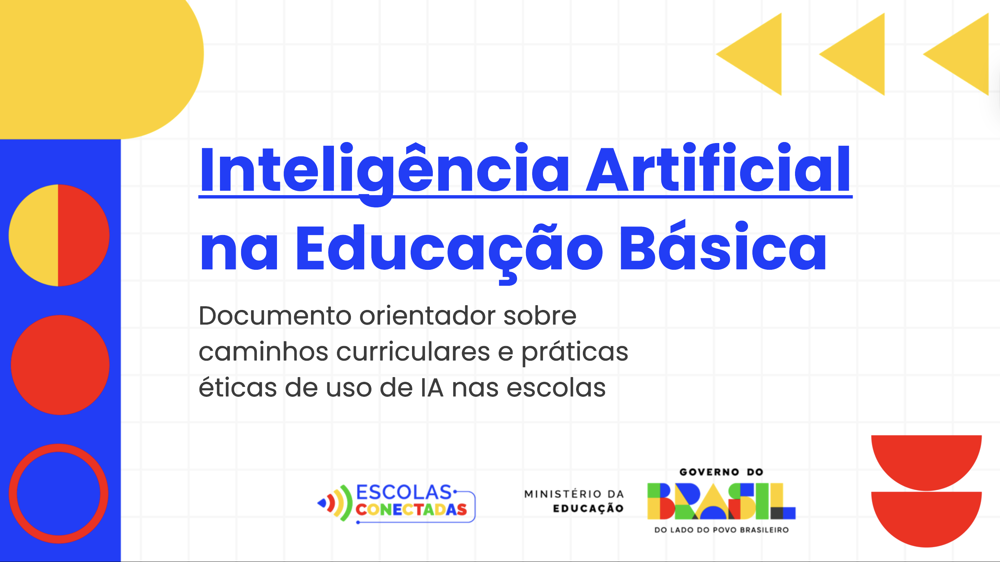 Inteligência Artificial
na Educação Básica
Documento orientador sobre
caminhos curriculares e práticas
éticas de uso de IA nas escolas
ESCOLAS
CONECTADAS
MINISTÉRIO DA
EDUCAÇÃO
GOVERNO DO
BRASIL
DO LADO DO POVO BRASILEIRO